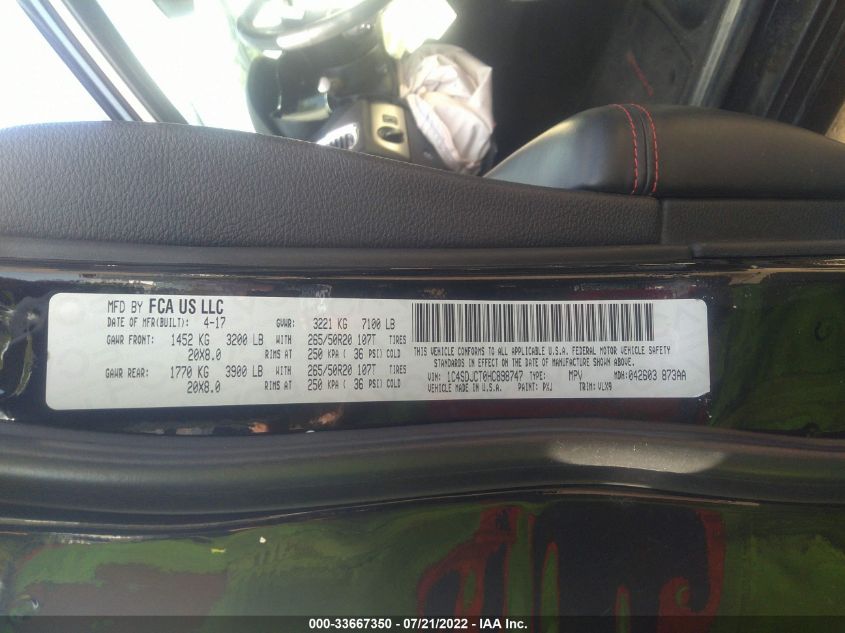 MFD BY FCA US LLC
DATE OF MFR(BUILT): 4-17 GVWR: 3221 KG 7100 LB
GAWR FRONT: 1452 KG 3200 LB WITH 265/50R20 107T TIRES
20X8.0 RIMS AT 250 KPA ( 36 PSI) COLD
GAWR REAR: 1770 KG 3900 LB WITH 265/50R20 107T TIRES
20X8.0 RIMS AT 250 KPA ( 36 PSI) COLD
THIS VEHICLE CONFORMS TO ALL APPLICABLE U.S.A. FEDERAL MOTOR VEHICLE SAFETY
STANDARDS IN EFFECT ON THE DATE OF MANUFACTURE SHOWN ABOVE.
VIN: 1C4SDJCT0HC898747 TYPE: MPV MDH: 042603 873AA
VEHICLE MADE IN U.S.A. PAINT: PXJ TRIM: VLX9
000-33667350 - 07/21/2022 - IAA Inc.